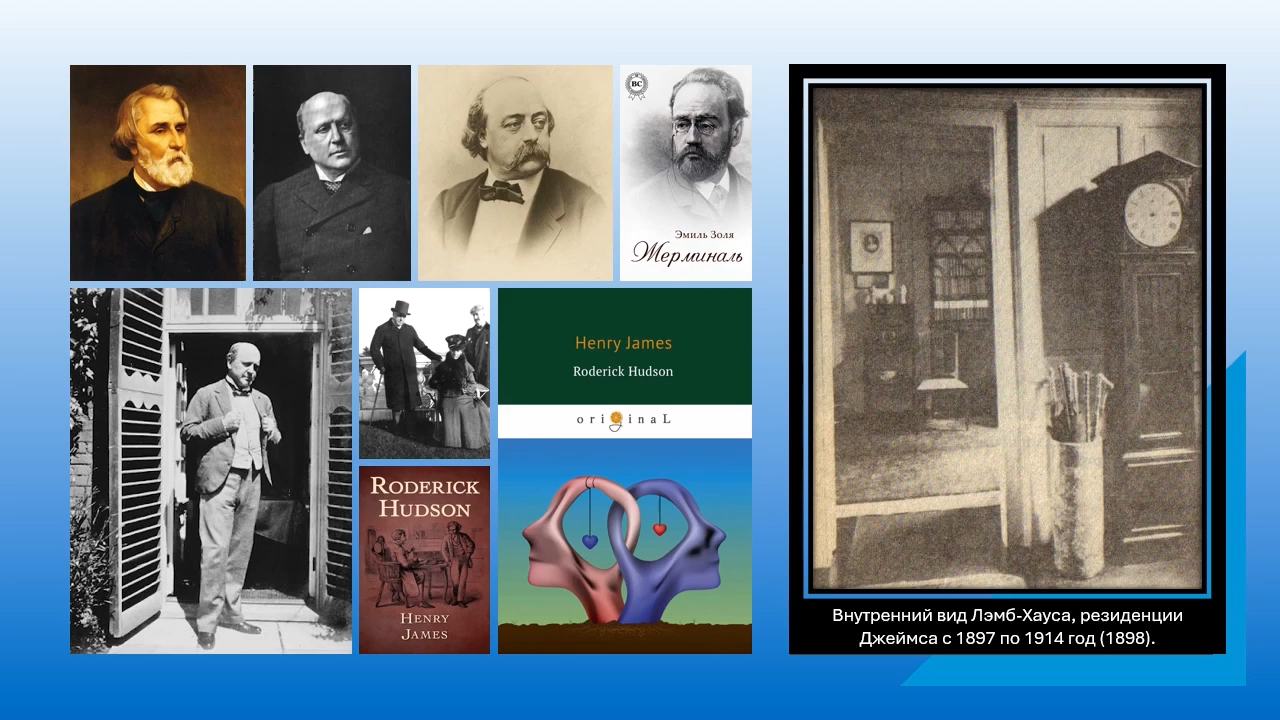 BC
Эмиль Золя
Жерминаль
Henry James
Roderick Hudson
originaL
RODERICK
HUDSON
HENRY
JAMES
Внутренний вид Лэмб-Хауса, резиденции
Джеймса с 1897 по 1914 год (1898).